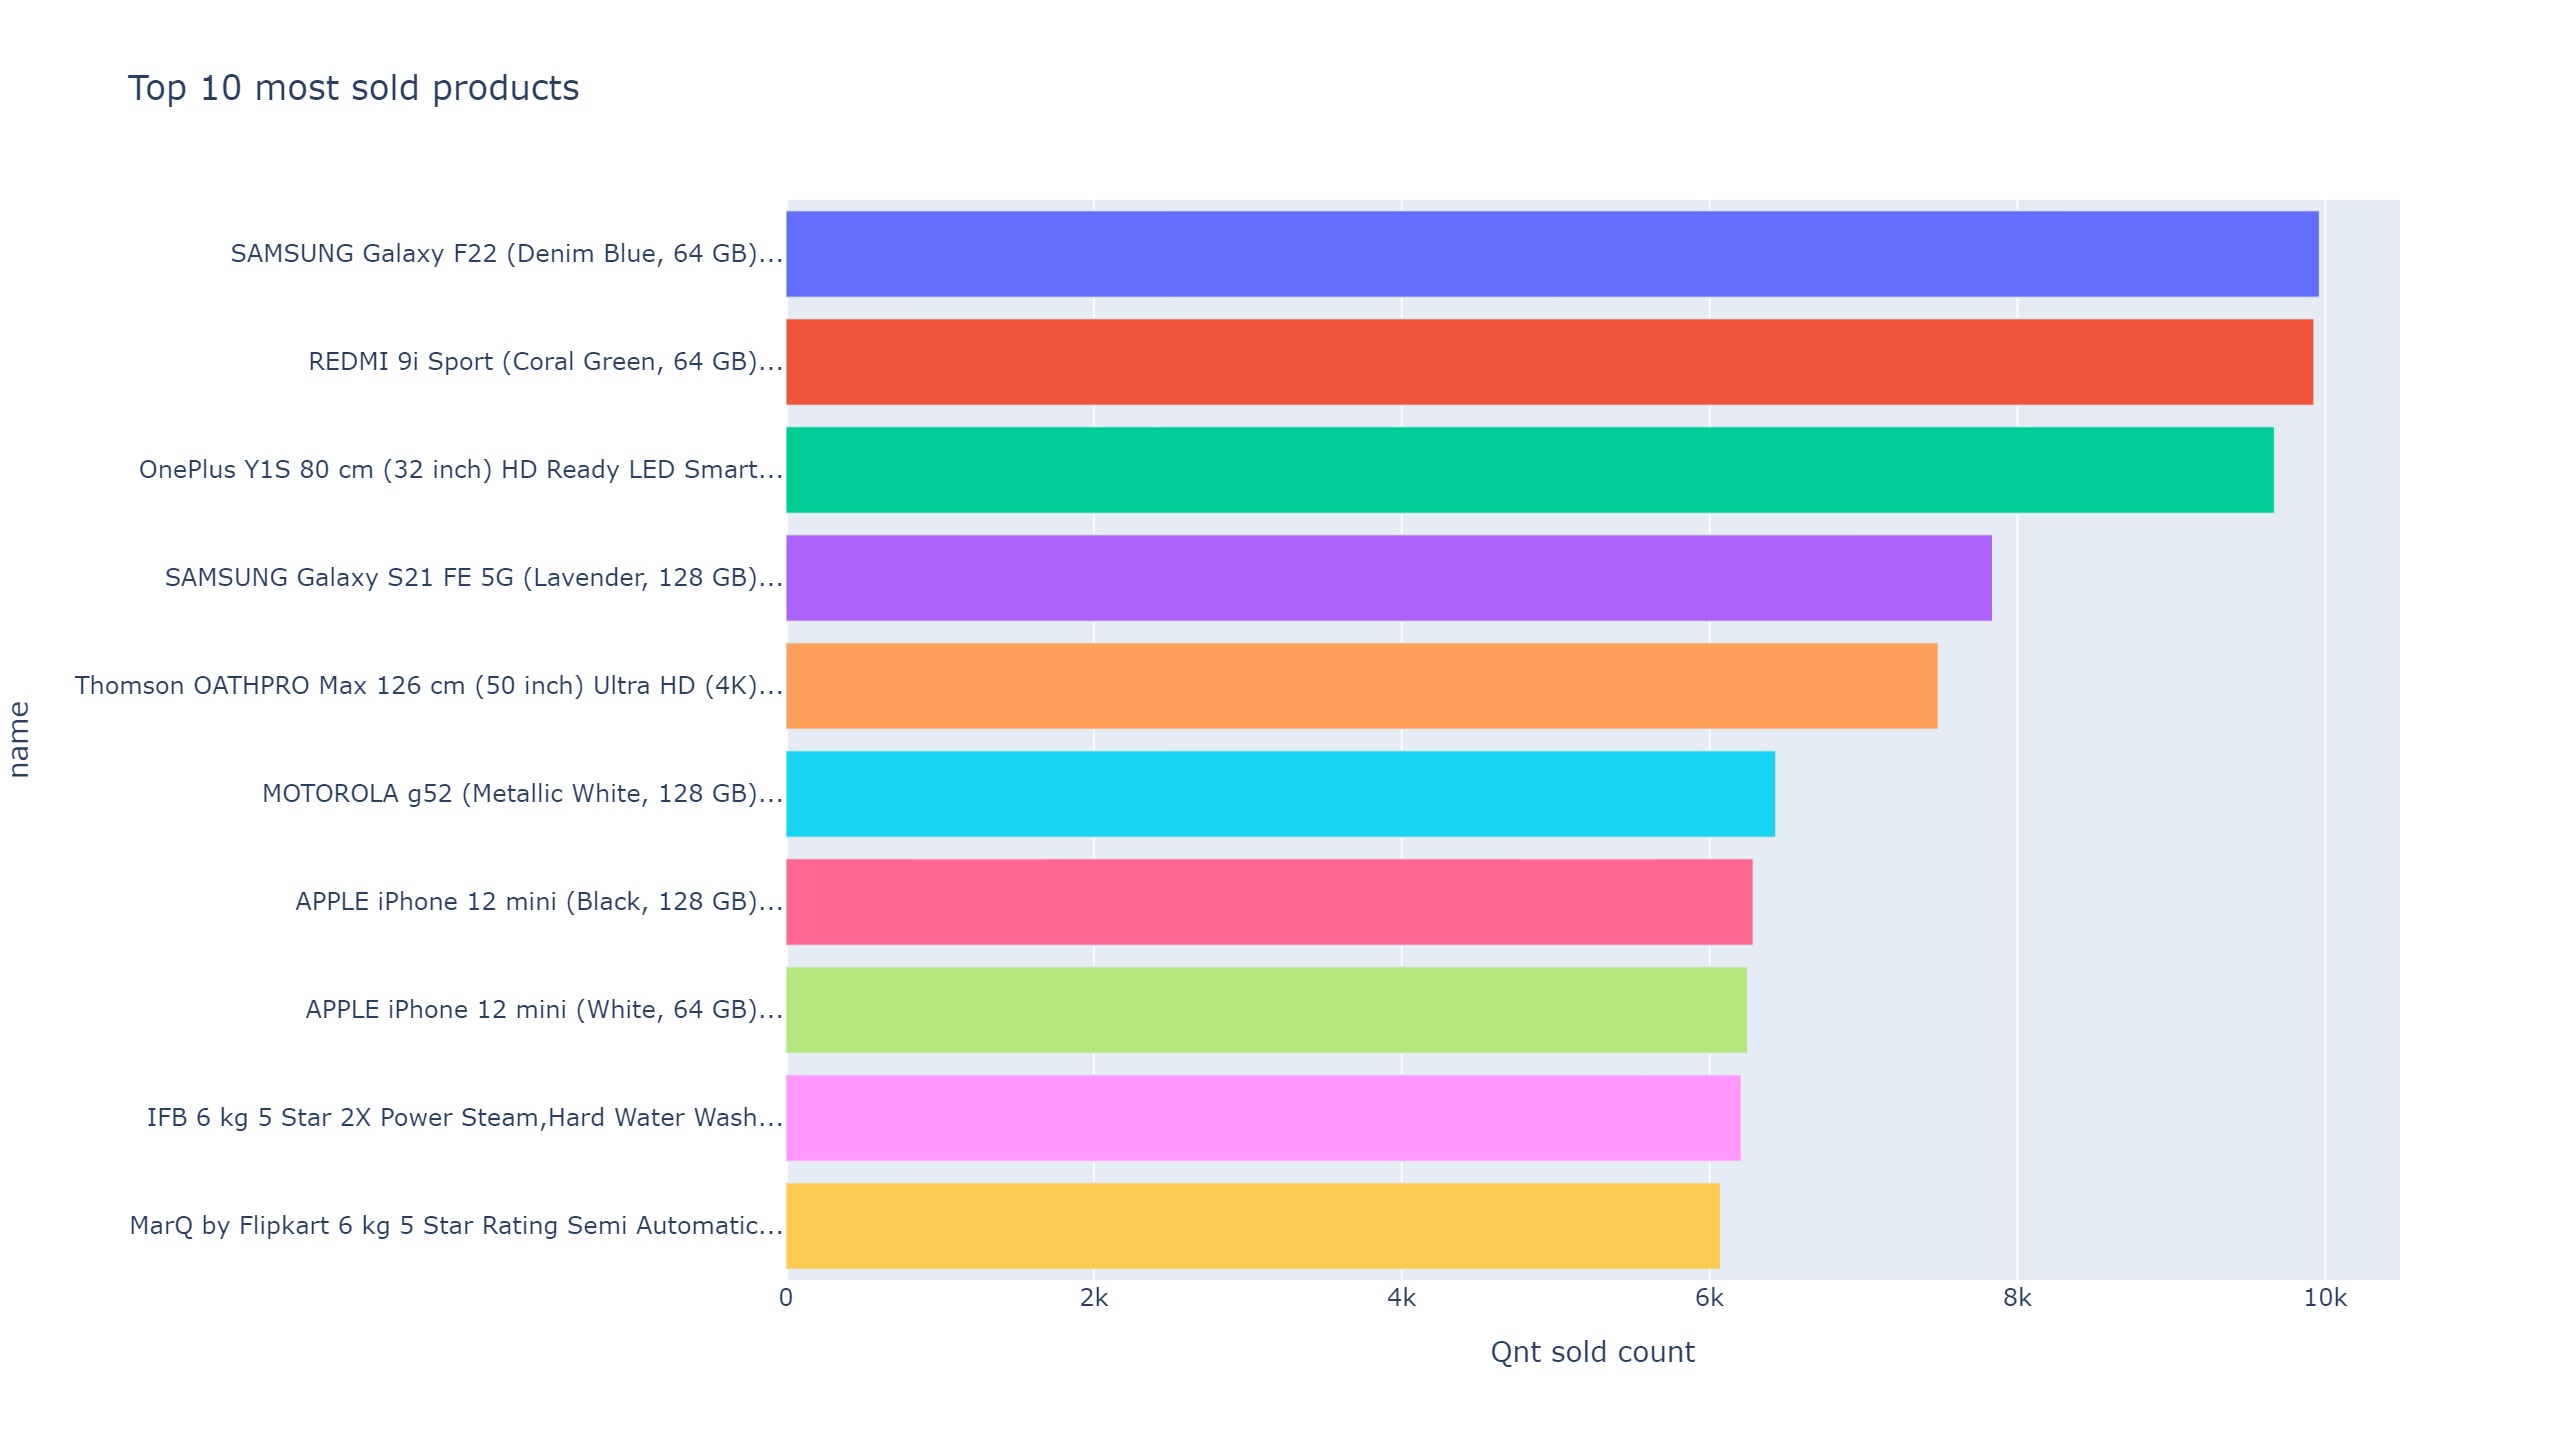 Top 10 most sold products
name
SAMSUNG Galaxy F22 (Denim Blue, 64 GB)...
REDMI 9i Sport (Coral Green, 64 GB)...
OnePlus Y1S 80 cm (32 inch) HD Ready LED Smart...
SAMSUNG Galaxy S21 FE 5G (Lavender, 128 GB)...
Thomson OATHPRO Max 126 cm (50 inch) Ultra HD (4K)...
MOTOROLA g52 (Metallic White, 128 GB)...
APPLE iPhone 12 mini (Black, 128 GB)...
APPLE iPhone 12 mini (White, 64 GB)...
IFB 6 kg 5 Star 2X Power Steam,Hard Water Wash...
MarQ by Flipkart 6 kg 5 Star Rating Semi Automatic...
0 2k 4k 6k 8k 10k
Qnt sold count